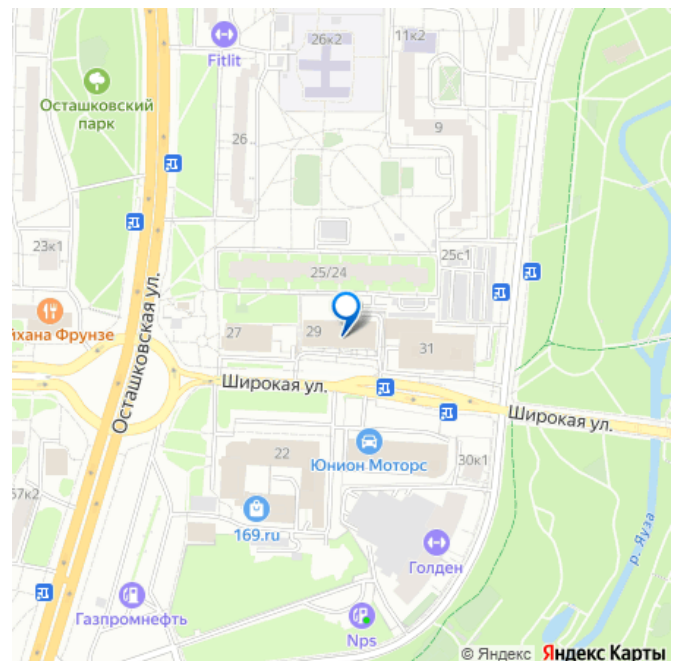 26к2
11к2
Fitlit
Осташковский
парк
26
9
23к1
25с1
25/24
йхана Фрунзе
27
29
31
Осташковская ул.
Широкая ул.
Широкая ул.
22
Юнион Моторс
30к1
57к2
169.ru
Голден
р. Яуза
Газпромнефть
Nps
© Яндекс Яндекс Карты